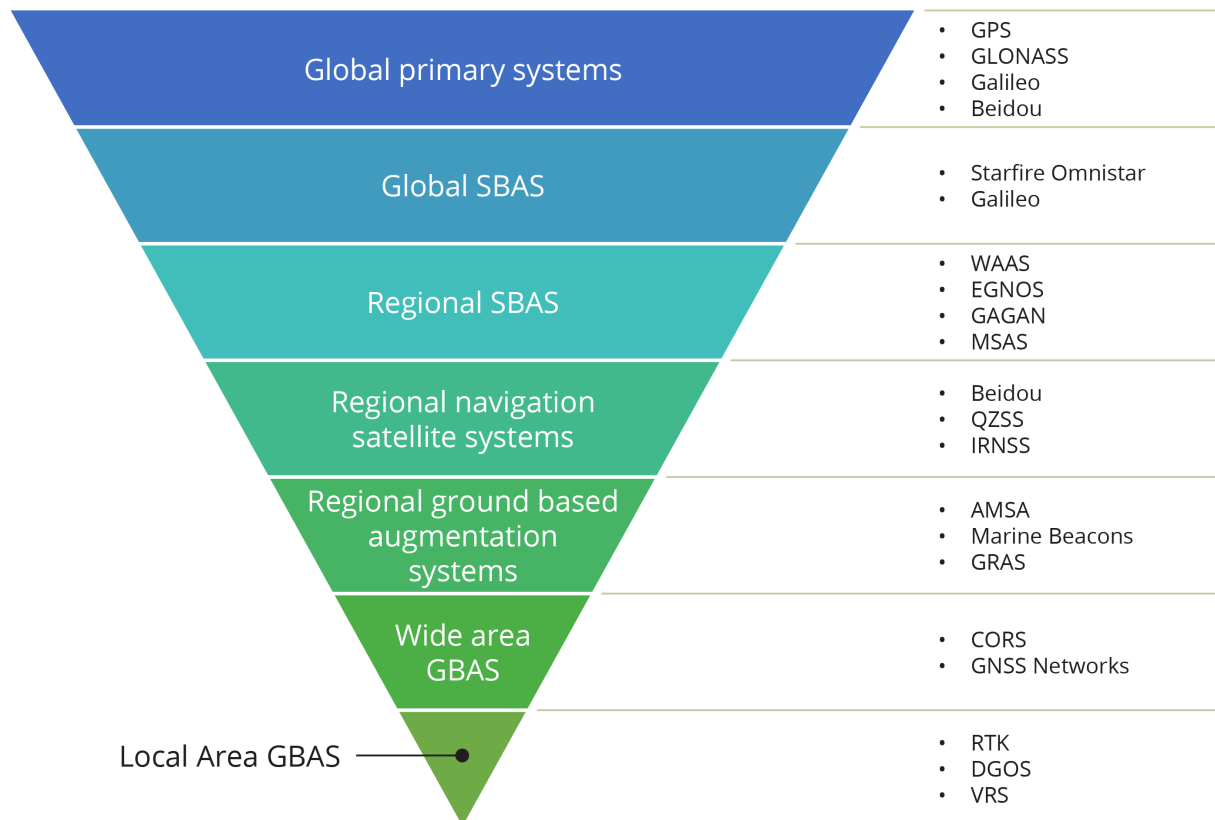 Global primary systems
• GPS
• GLONASS
• Galileo
• Beidou
Global SBAS
• Starfire Omnistar
• Galileo
Regional SBAS
• WAAS
• EGNOS
• GAGAN
• MSAS
Regional navigation
satellite systems
• Beidou
• QZSS
• IRNSS
Regional ground based
augmentation
systems
• AMSA
• Marine Beacons
• GRAS
Wide area
GBAS
• CORS
• GNSS Networks
Local Area GBAS
• RTK
• DGOS
• VRS